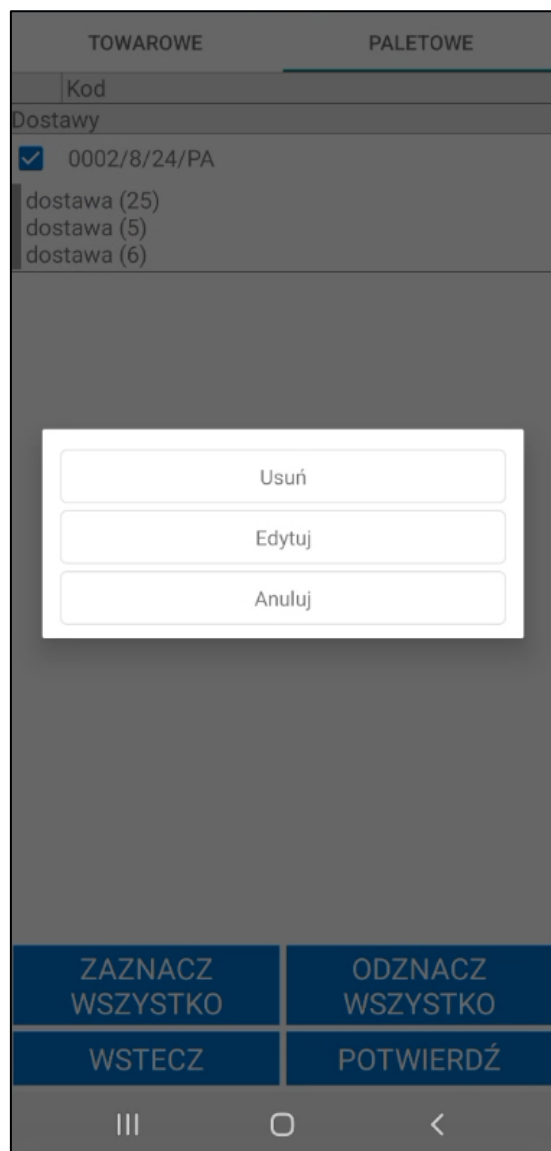 TOWAROWE PALETOWE
Kod
Dostawy
0002/8/24/PA
dostawa (25)
dostawa (5)
dostawa (6)
Usuń
Edytuj
Anuluj
ZAZNACZ WSZYSTKO
ODZNACZ WSZYSTKO
WSTECZ
POTWIERDŹ